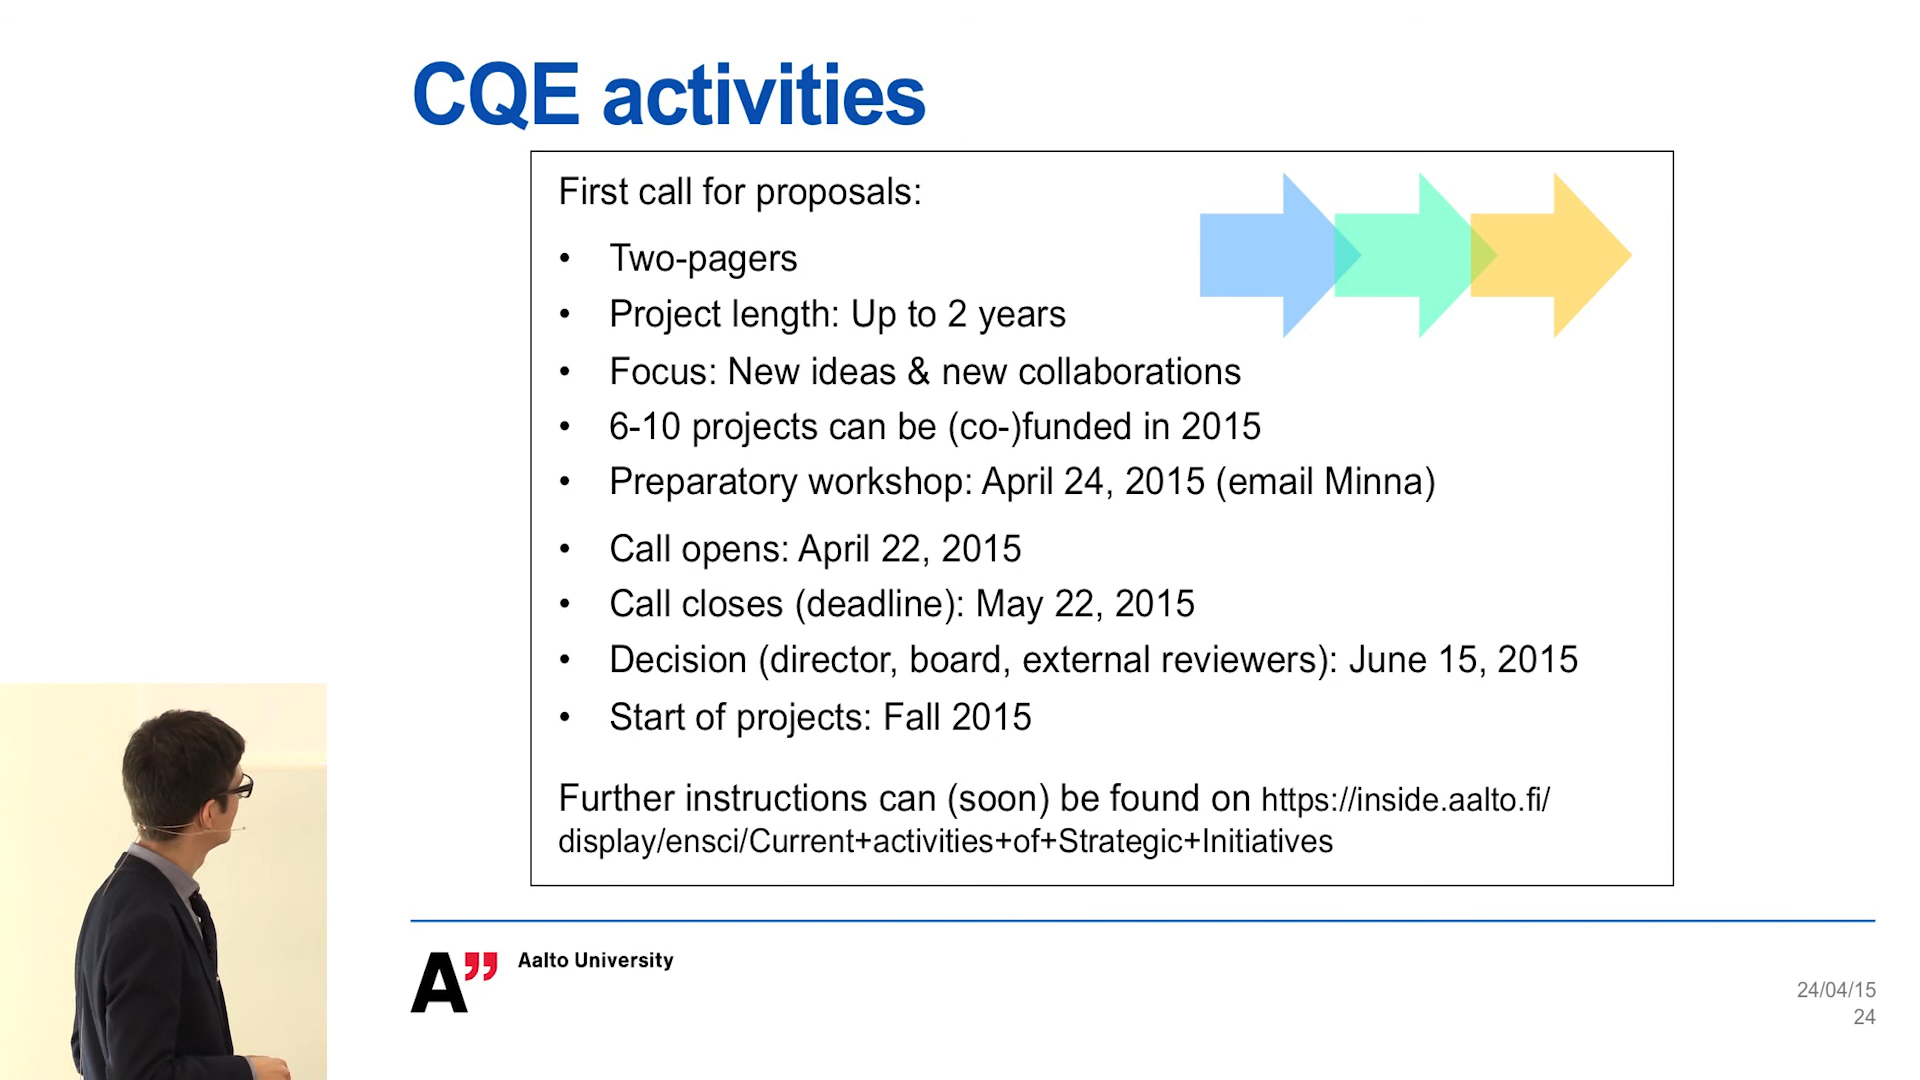 CQE activities
First call for proposals:
• Two-pagers
• Project length: Up to 2 years
• Focus: New ideas & new collaborations
• 6-10 projects can be (co-)funded in 2015
• Preparatory workshop: April 24, 2015 (email Minna)
• Call opens: April 22, 2015
• Call closes (deadline): May 22, 2015
• Decision (director, board, external reviewers): June 15, 2015
• Start of projects: Fall 2015
Further instructions can (soon) be found on https://inside.aalto.fi/
display/ensci/Current+activities+of+Strategic+Initiatives
A”
Aalto University
24/04/15
24